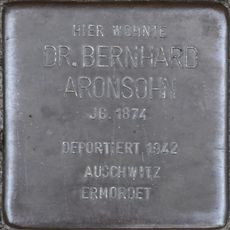 HIER WOHNTE
DR. BERNHARD
ARONSOHN
JG. 1874
DEPORTIERT 1942
AUSCHWITZ
ERMORDET